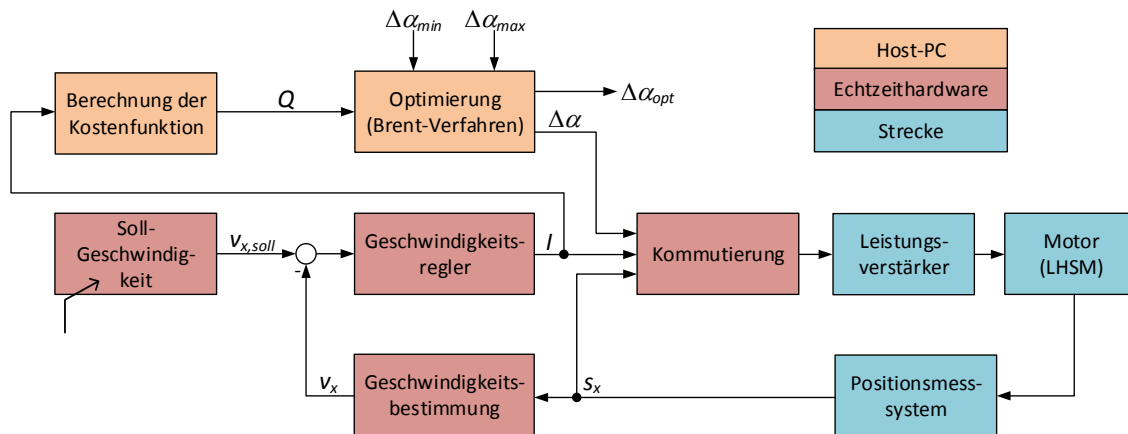 Δα_min
Δα_max
Host-PC
Echtzeithardware
Strecke
Berechnung der
Kostenfunktion
Q
Optimierung
(Brent-Verfahren)
Δα_opt
Δα
Soll-
Geschwindig-
keit
v_x,soll
-
Geschwindigkeits-
regler
I
Kommutierung
Leistungs-
verstärker
Motor
(LHSM)
v_x
Geschwindigkeits-
bestimmung
s_x
Positionsmess-
system